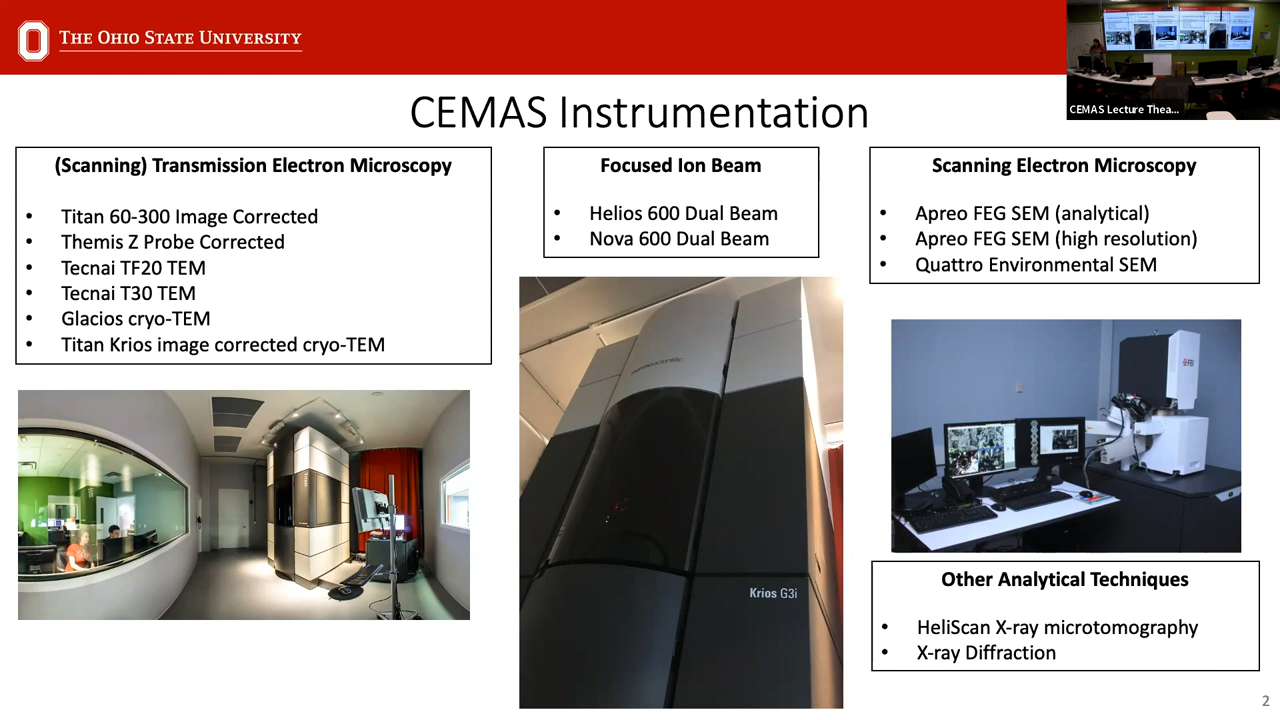 THE OHIO STATE UNIVERSITY
CEMAS Lecture Thea...
CEMAS Instrumentation
(Scanning) Transmission Electron Microscopy
• Titan 60-300 Image Corrected
• Themis Z Probe Corrected
• Tecnai TF20 TEM
• Tecnai T30 TEM
• Glacios cryo-TEM
• Titan Krios image corrected cryo-TEM
Focused Ion Beam
• Helios 600 Dual Beam
• Nova 600 Dual Beam
thermoscientific
Krios G3i
Scanning Electron Microscopy
• Apreo FEG SEM (analytical)
• Apreo FEG SEM (high resolution)
• Quattro Environmental SEM
FEI
Other Analytical Techniques
• HeliScan X-ray microtomography
• X-ray Diffraction
2